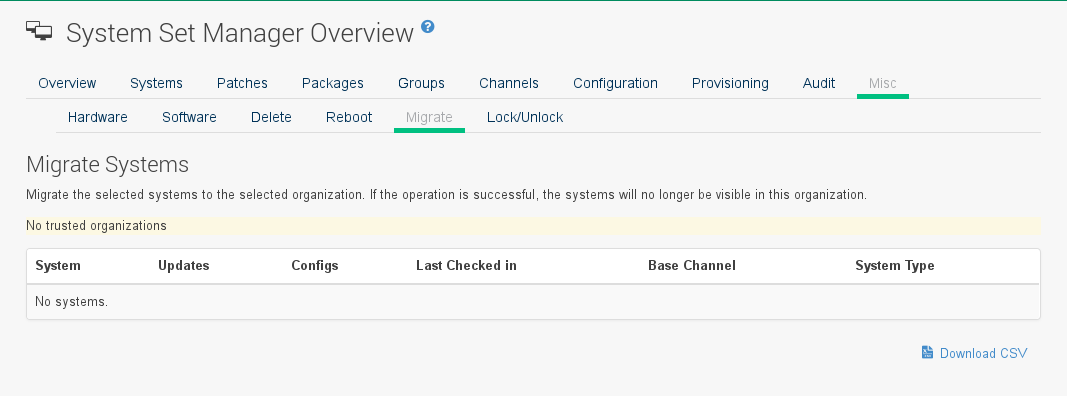 System Set Manager Overview ?
Overview Systems Patches Packages Groups Channels Configuration Provisioning Audit Misc
Hardware Software Delete Reboot Migrate Lock/Unlock
Migrate Systems
Migrate the selected systems to the selected organization. If the operation is successful, the systems will no longer be visible in this organization.
No trusted organizations
System Updates Configs Last Checked in Base Channel System Type
No systems.
Download CSV